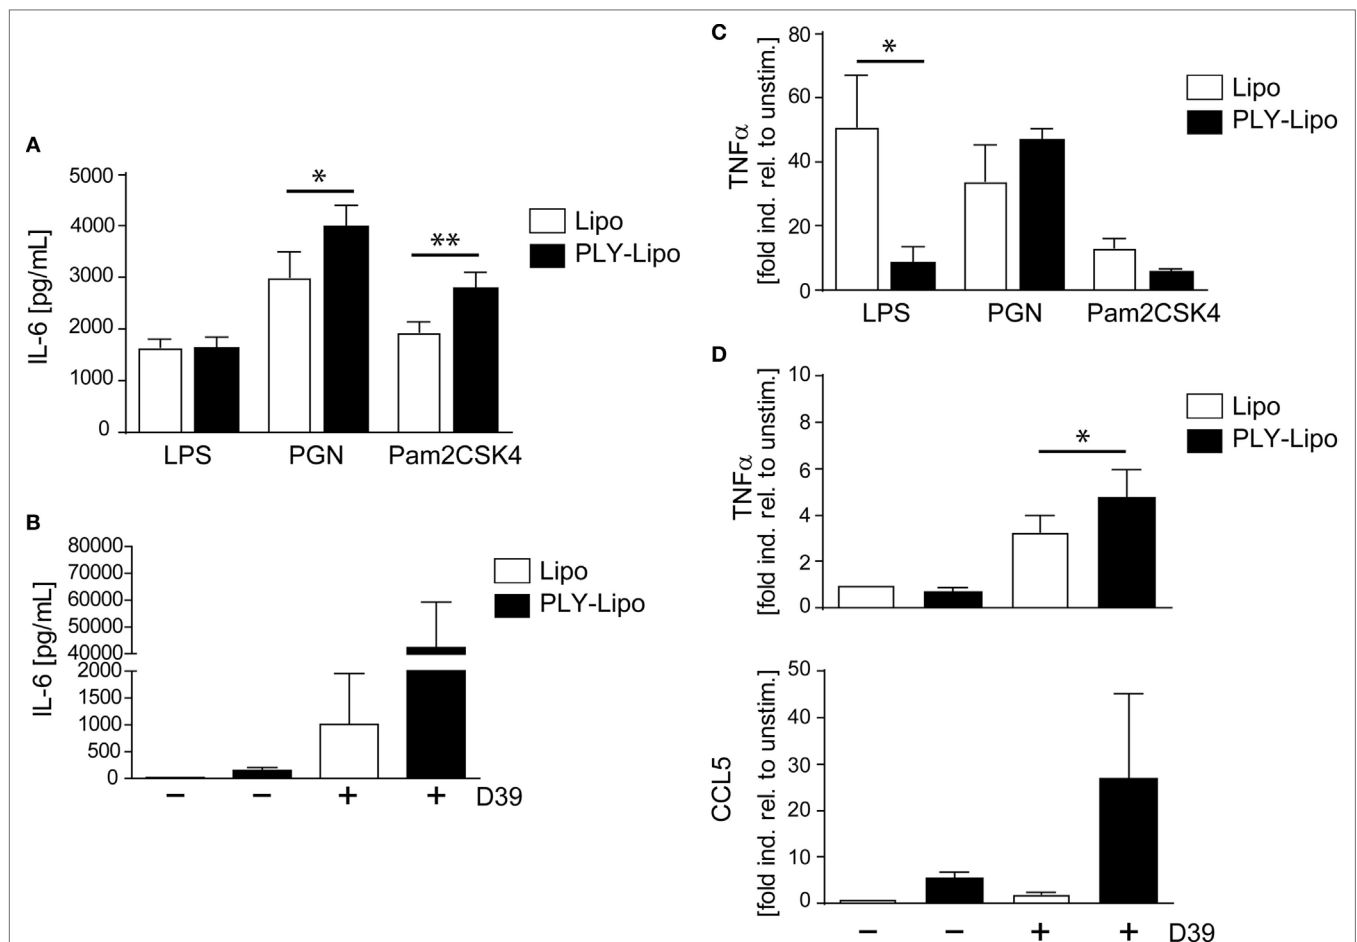 A
IL-6 [pg/mL]
5000
4000
3000
2000
1000
0
*
**
LPS PGN Pam2CSK4
Lipo
PLY-Lipo
B
IL-6 [pg/mL]
80000
70000
60000
50000
40000
2000
1500
1000
500
0
Lipo
PLY-Lipo
− − + + D39
C
TNFα
[fold ind. rel. to unstim.]
80
60
40
20
0
*
LPS PGN Pam2CSK4
Lipo
PLY-Lipo
D
TNFα
[fold ind. rel. to unstim.]
10
8
6
4
2
0
*
Lipo
PLY-Lipo
CCL5
[fold ind. rel. to unstim.]
50
40
30
20
10
0
− − + + D39